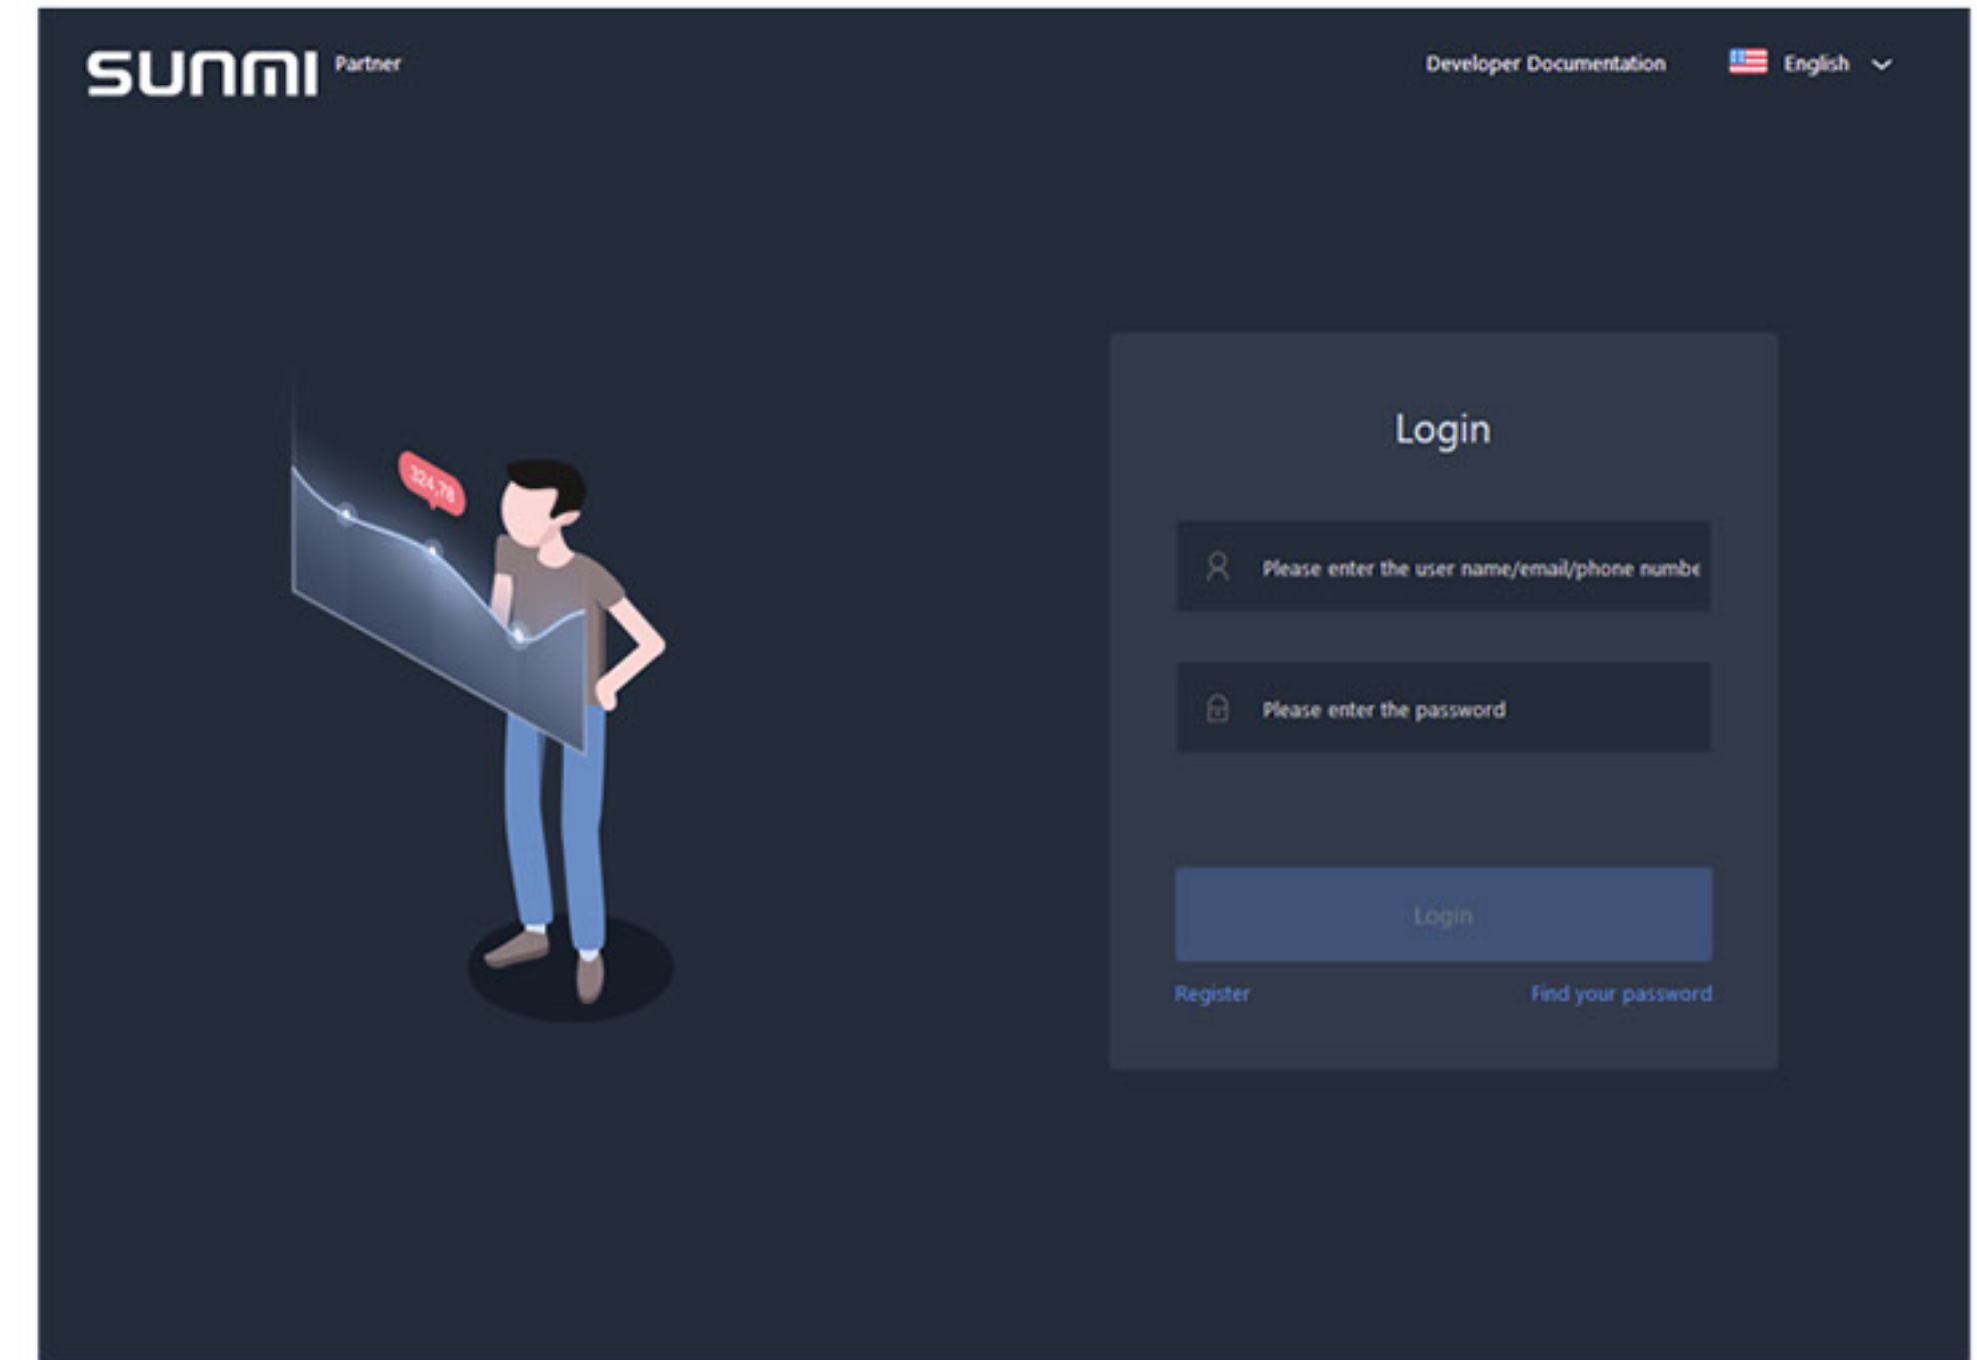 SUNMI Partner
Developer Documentation
English
324,78
Login
Please enter the user name/email/phone numbe
Please enter the password
Login
Register
Find your password